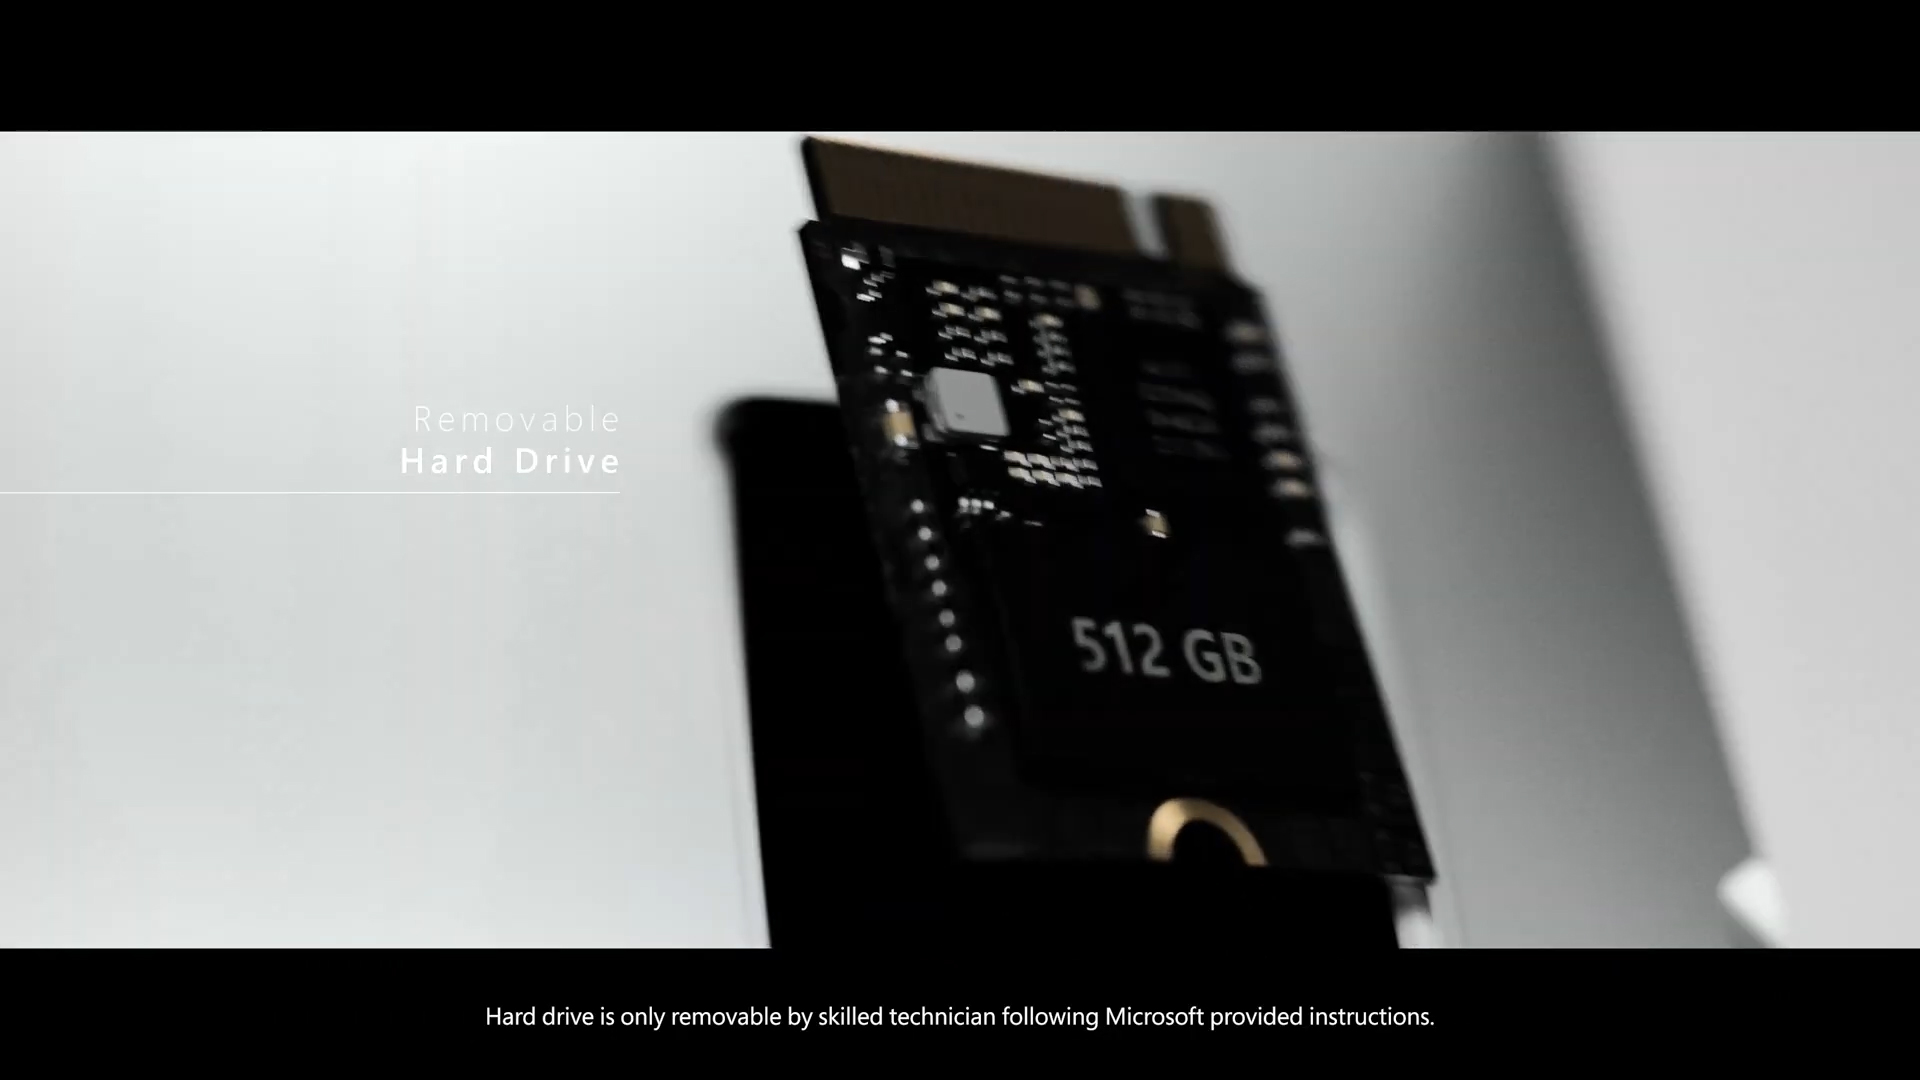 Removable
Hard Drive
512 GB
Hard drive is only removable by skilled technician following Microsoft provided instructions.